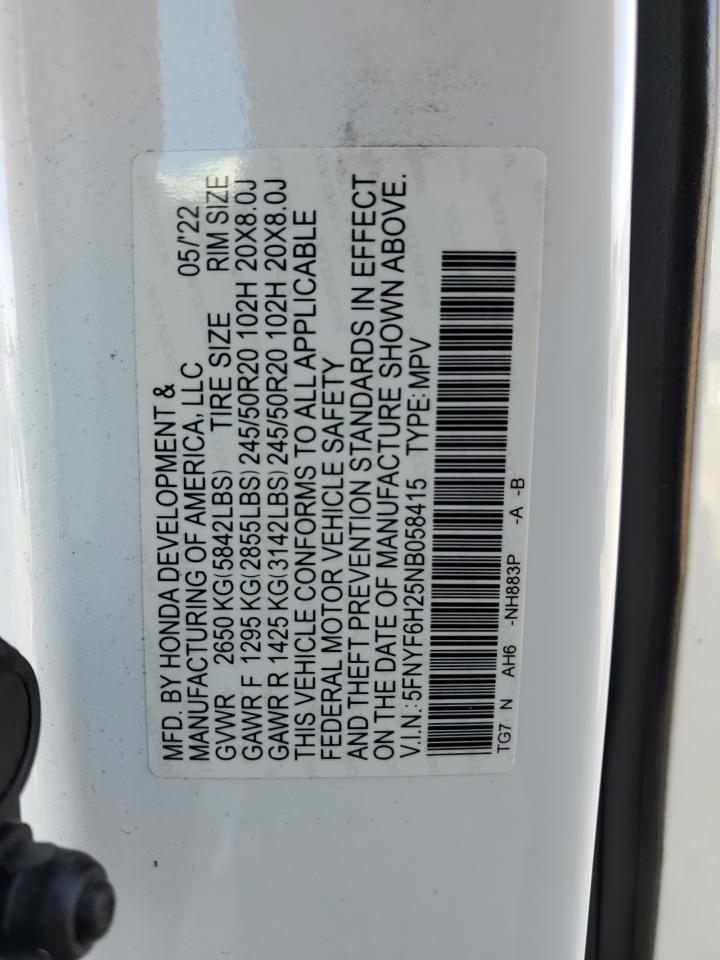 MFD. BY HONDA DEVELOPMENT & 05/'22
MANUFACTURING OF AMERICA, LLC
GVWR 2650 KG(5842LBS) TIRE SIZE RIM SIZE
GAWR F 1295 KG(2855LBS) 245/50R20 102H 20X8.0J
GAWR R 1425 KG(3142LBS) 245/50R20 102H 20X8.0J
THIS VEHICLE CONFORMS TO ALL APPLICABLE
FEDERAL MOTOR VEHICLE SAFETY
AND THEFT PREVENTION STANDARDS IN EFFECT
ON THE DATE OF MANUFACTURE SHOWN ABOVE.
V.I.N.:5FNYF6H25NB058415 TYPE:MPV
TG7 N AH6 -NH883P -A -B